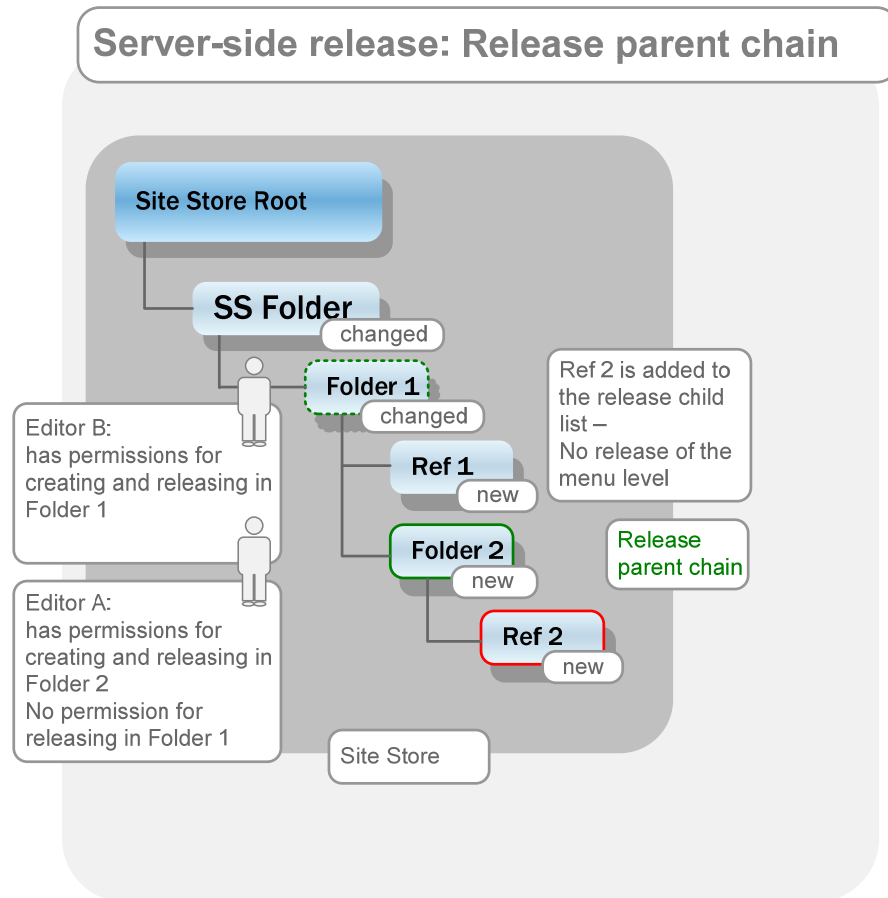 Server-side release: Release parent chain
Site Store Root
SS Folder
changed
Folder 1
changed
Ref 1
new
Folder 2
new
Ref 2
new
Ref 2 is added to
the release child
list –
No release of the
menu level
Release
parent chain
Editor B:
has permissions for
creating and releasing in
Folder 1
Editor A:
has permissions for
creating and releasing in
Folder 2
No permission for
releasing in Folder 1
Site Store